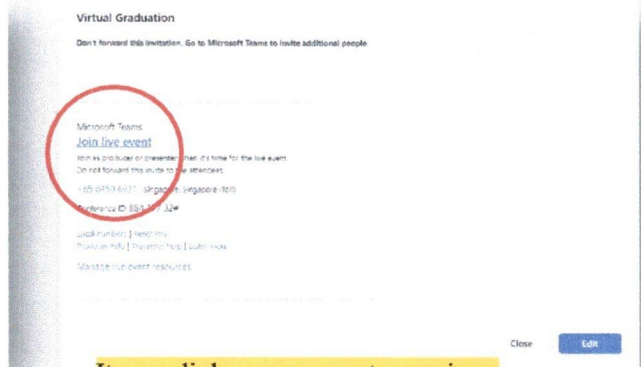 Virtual Graduation
Don't forward this invitation. Go to Microsoft Teams to invite additional people
Microsoft Teams
Join live event
Join as producer or presenter when it's time for the live event
Do not forward this invite to the attendees
+65 6450 6931 Singapore, Singapore (Toll)
Conference ID:
Local numbers | Reset PIN
Producer help | Presenter help | Learn more
Manage live event resources
Close
Edit